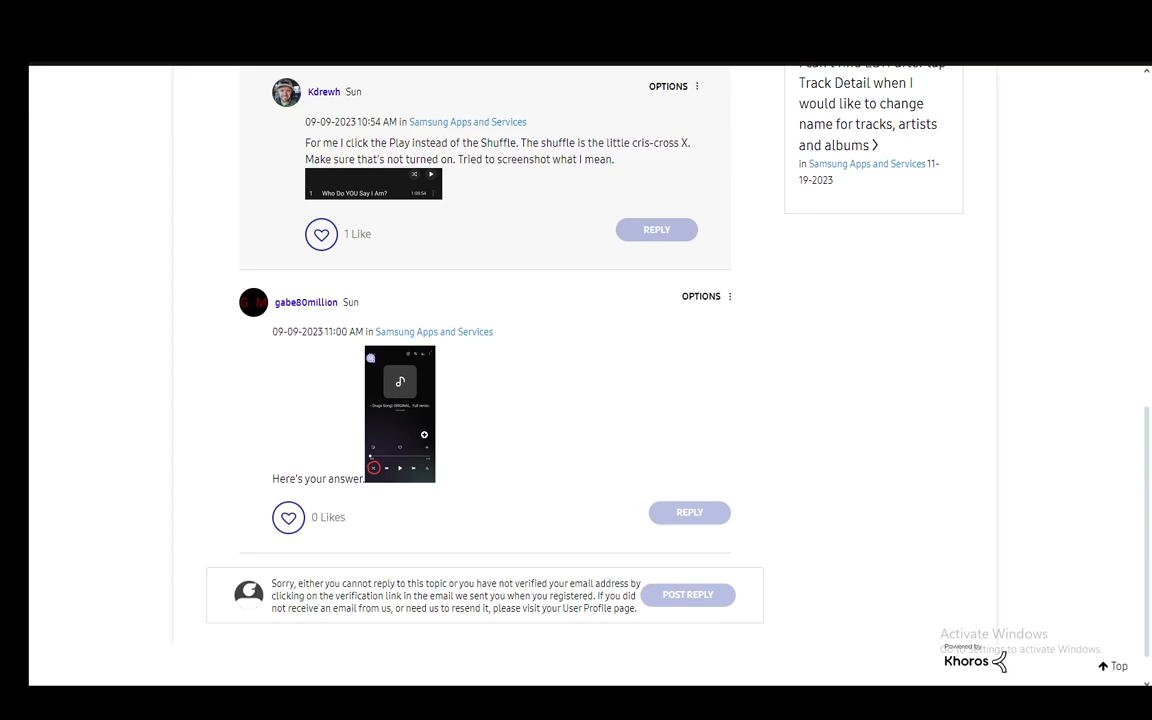 Kdrewh Sun
OPTIONS
09-09-2023 10:54 AM in Samsung Apps and Services
For me I click the Play instead of the Shuffle. The shuffle is the little cris-cross X.
Make sure that's not turned on. Tried to screenshot what I mean.
1 Who Do YOU Say I Am? 1:08:54
1 Like
REPLY
gabe80million Sun
OPTIONS
09-09-2023 11:00 AM in Samsung Apps and Services
Here's your answer.
0 Likes
REPLY
Sorry, either you cannot reply to this topic or you have not verified your email address by
clicking on the verification link in the email we sent you when you registered. If you did
not receive an email from us, or need us to resend it, please visit your User Profile page.
POST REPLY
Track Detail when I
would like to change
name for tracks, artists
and albums
in Samsung Apps and Services 11-
19-2023
Activate Windows
Go to Settings to activate Windows.
Powered by
Khoros
Top